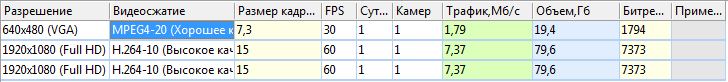 Разрешение Видеосжатие Размер кадр... FPS Сут... Камер Трафик,Мб/с Объем,Гб Битре... Приме...
640x480 (VGA) MPEG4-20 (Хорошее к 7,3 30 1 1 1,79 19,4 1794
1920x1080 (Full HD) H.264-10 (Высокое кач 15 60 1 1 7,37 79,6 7373
1920x1080 (Full HD) H.264-10 (Высокое кач 15 60 1 1 7,37 79,6 7373